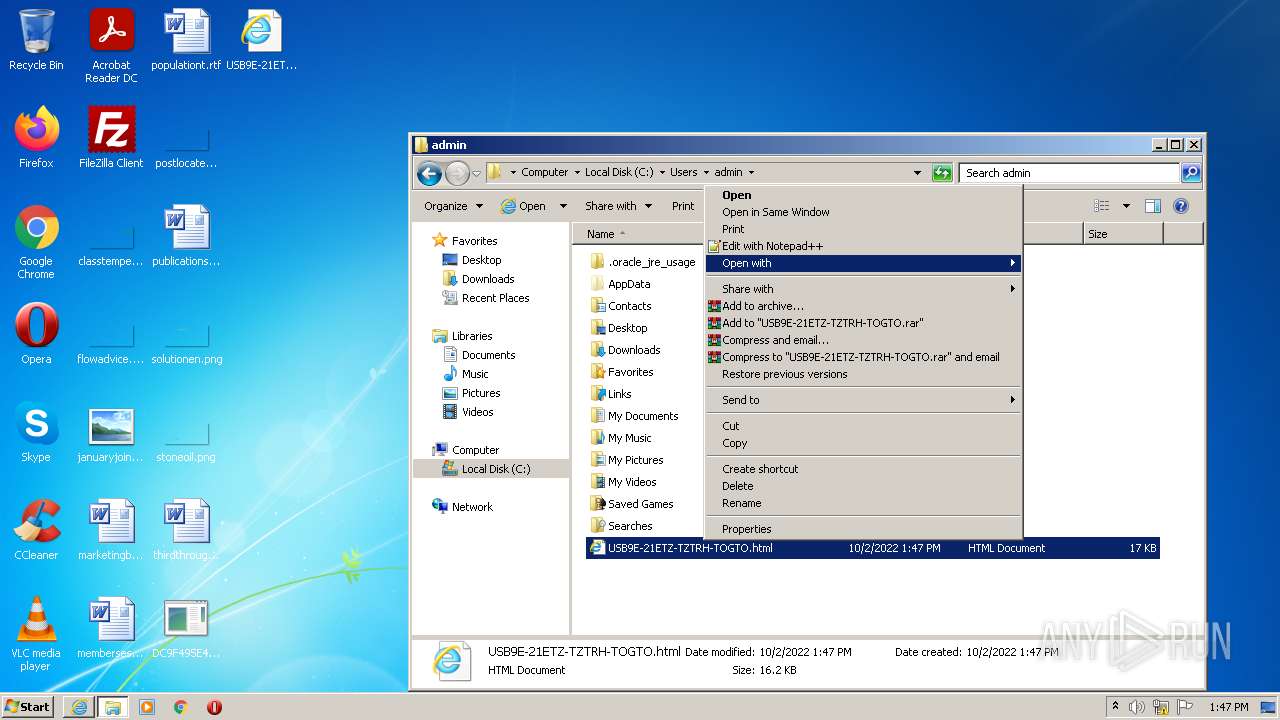 Recycle Bin
Acrobat Reader DC
populationt.rtf
USB9E-21ET...
Firefox
FileZilla Client
postlocate...
Google Chrome
classtempe...
publications...
Opera
flowadvice....
solutionen.png
Skype
januaryjoin...
stoneoil.png
CCleaner
marketingb...
thirdthroug...
VLC media player
memberses...
DC9F49SE4...
admin
Computer
Local Disk (C:)
Users
admin
Search admin
Organize
Open
Share with
Print
Favorites
Desktop
Downloads
Recent Places
Libraries
Documents
Music
Pictures
Videos
Computer
Local Disk (C:)
Network
Name
Size
.oracle_jre_usage
AppData
Contacts
Desktop
Downloads
Favorites
Links
My Documents
My Music
My Pictures
My Videos
Saved Games
Searches
USB9E-21ETZ-TZTRH-TOGTO.html 10/2/2022 1:47 PM HTML Document 17 KB
Open
Open in Same Window
Print
Edit with Notepad++
Open with
Share with
Add to archive...
Add to "USB9E-21ETZ-TZTRH-TOGTO.rar"
Compress and email...
Compress to "USB9E-21ETZ-TZTRH-TOGTO.rar" and email
Restore previous versions
Send to
Cut
Copy
Create shortcut
Delete
Rename
Properties
USB9E-21ETZ-TZTRH-TOGTO.html Date modified: 10/2/2022 1:47 PM Date created: 10/2/2022 1:47 PM
HTML Document Size: 16,2 KB
ANY RUN
Start
1:47 PM